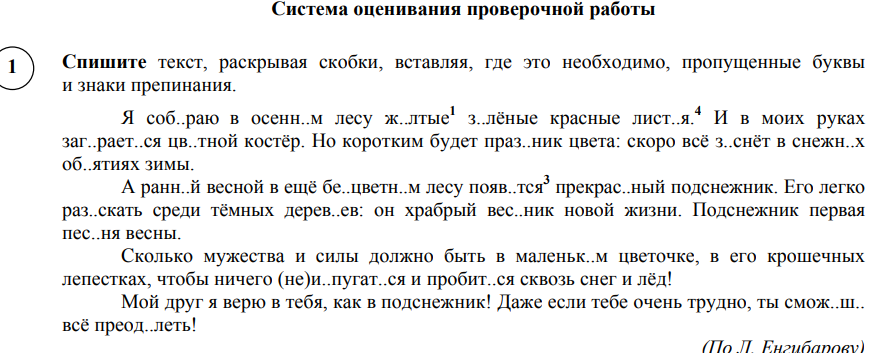 Система оценивания проверочной работы
1
Спишите текст, раскрывая скобки, вставляя, где это необходимо, пропущенные буквы
и знаки препинания.
Я соб..раю в осенн..м лесу ж..лтые¹ з..лёные красные лист..я.⁴ И в моих руках
заг..рает..ся цв..тной костёр. Но коротким будет праз..ник цвета: скоро всё з..снёт в снежн..х
об..ятиях зимы.
А ранн..й весной в ещё бе..цветн..м лесу появ..тся³ прекрас..ный подснежник. Его легко
раз..скать среди тёмных дерев..ев: он храбрый вес..ник новой жизни. Подснежник первая
пес..ня весны.
Сколько мужества и силы должно быть в маленьк..м цветочке, в его крошечных
лепестках, чтобы ничего (не)и..пугат..ся и пробит..ся сквозь снег и лёд!
Мой друг я верю в тебя, как в подснежник! Даже если тебе очень трудно, ты смож..ш..
всё преод..леть!
(По Л. Енгибарову)